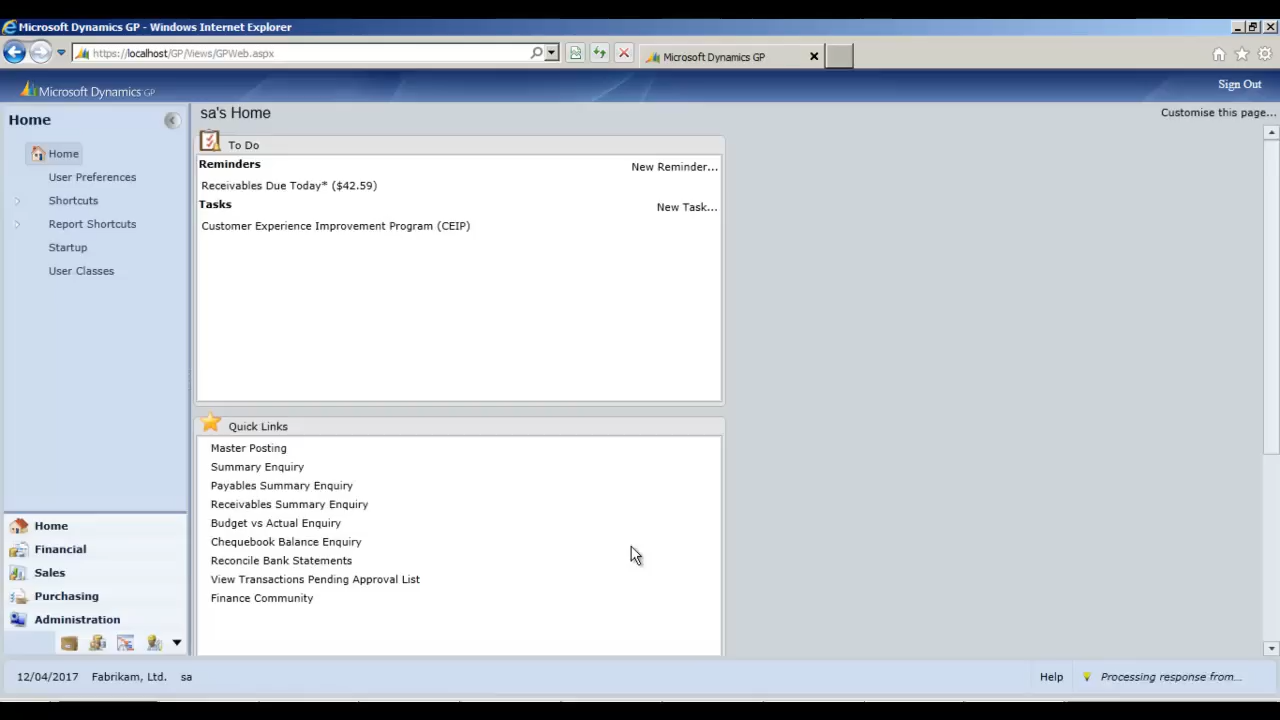 Microsoft Dynamics GP - Windows Internet Explorer
https://localhost/GP/Views/GPWeb.aspx
Microsoft Dynamics GP
Microsoft Dynamics GP
Sign Out
Home
sa's Home
Customise this page...
Home
User Preferences
Shortcuts
Report Shortcuts
Startup
User Classes
To Do
Reminders
New Reminder...
Receivables Due Today* ($42.59)
Tasks
New Task...
Customer Experience Improvement Program (CEIP)
Quick Links
Master Posting
Summary Enquiry
Payables Summary Enquiry
Receivables Summary Enquiry
Budget vs Actual Enquiry
Chequebook Balance Enquiry
Reconcile Bank Statements
View Transactions Pending Approval List
Finance Community
Home
Financial
Sales
Purchasing
Administration
12/04/2017 Fabrikam, Ltd. sa
Help
Processing response from...